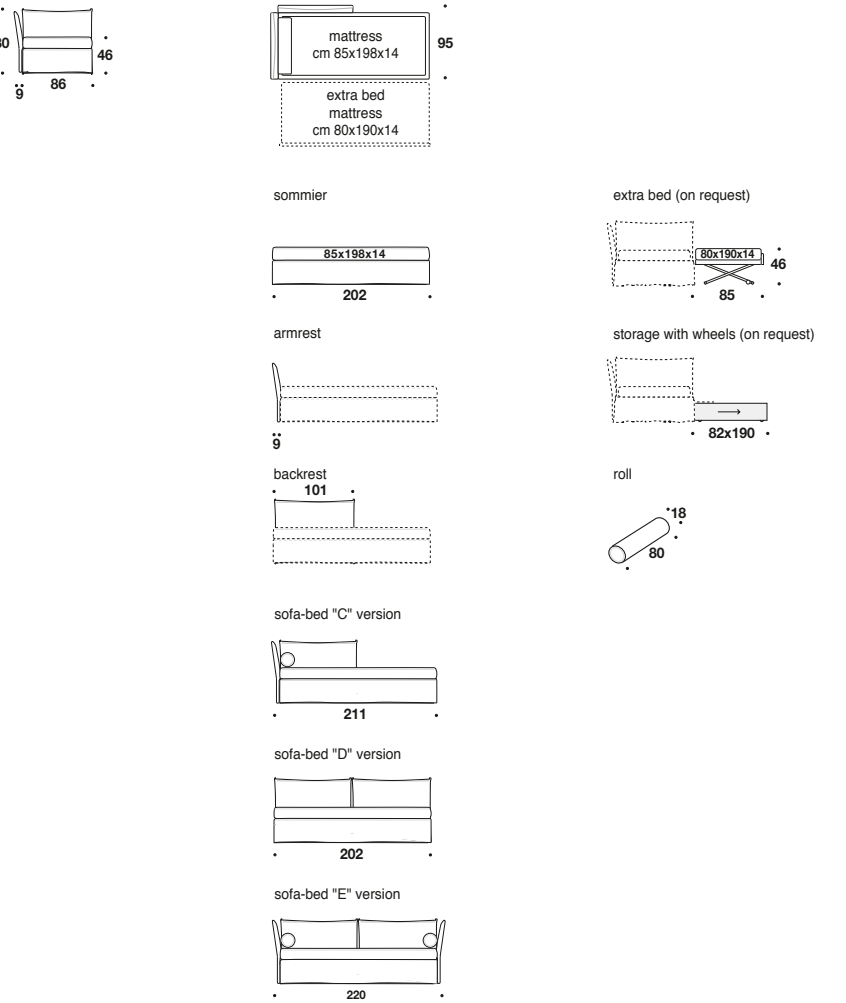 46
86
9
mattress
cm 85x198x14
95
extra bed
mattress
cm 80x190x14
sommier
85x198x14
202
extra bed (on request)
80x190x14
46
85
armrest
9
storage with wheels (on request)
82x190
backrest
101
roll
18
80
sofa-bed "C" version
211
sofa-bed "D" version
202
sofa-bed "E" version
220